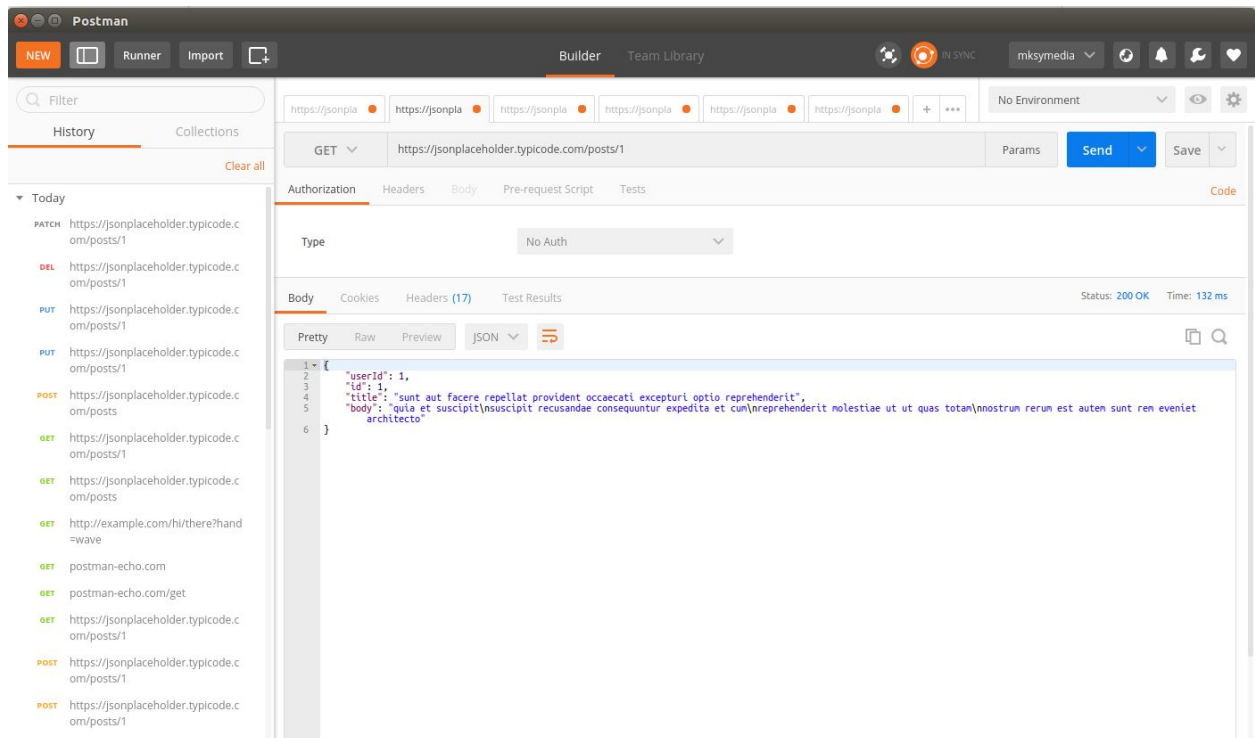 Postman
NEW Runner Import Builder Team Library IN SYNC mksymedia
Filter
History Collections
Clear all
Today
PATCH https://jsonplaceholder.typicode.c
om/posts/1
DEL https://jsonplaceholder.typicode.c
om/posts/1
PUT https://jsonplaceholder.typicode.c
om/posts/1
PUT https://jsonplaceholder.typicode.c
om/posts/1
POST https://jsonplaceholder.typicode.c
om/posts
GET https://jsonplaceholder.typicode.c
om/posts/1
GET https://jsonplaceholder.typicode.c
om/posts
GET http://example.com/hi/there?hand
=wave
GET postman-echo.com
GET postman-echo.com/get
GET https://jsonplaceholder.typicode.c
om/posts/1
POST https://jsonplaceholder.typicode.c
om/posts/1
POST https://jsonplaceholder.typicode.c
om/posts/1
https://jsonpla https://jsonpla https://jsonpla https://jsonpla https://jsonpla https://jsonpla + ••• No Environment
GET https://jsonplaceholder.typicode.com/posts/1 Params Send Save
Authorization Headers Body Pre-request Script Tests Code
Type No Auth
Body Cookies Headers (17) Test Results Status: 200 OK Time: 132 ms
Pretty Raw Preview JSON
1 {
2 "userId": 1,
3 "id": 1,
4 "title": "sunt aut facere repellat provident occaecati excepturi optio reprehenderit",
5 "body": "quia et suscipit\nsuscipit recusandae consequuntur expedita et cum\nreprehenderit molestiae ut ut quas totam\nnostrum rerum est autem sunt rem eveniet
architecto"
6 }